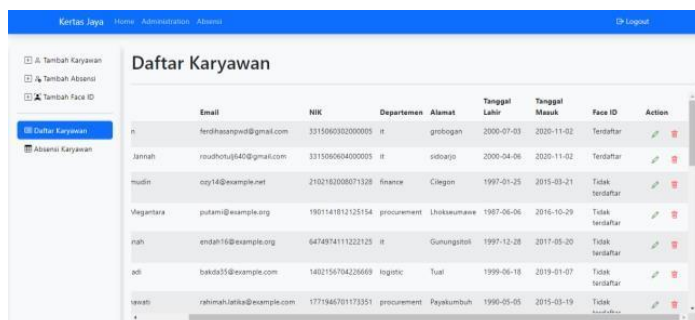 Kertas Jaya Home Administration Absensi Logout
Tambah Karyawan
Tambah Absensi
Tambah Face ID
Daftar Karyawan
Absensi Karyawan
Daftar Karyawan
Email NIK Departemen Alamat Tanggal Lahir Tanggal Masuk Face ID Action
n ferdihasanpwd@gmail.com 3315060302000005 it grobogan 2000-07-03 2020-11-02 Terdaftar
Jannah roudhotulj640@gmail.com 3315060604000005 it sidoarjo 2000-04-06 2020-11-02 Terdaftar
mudin ozy14@example.net 2102182008071328 finance Cilegon 1997-01-25 2015-03-21 Tidak terdaftar
Megantara putami@example.org 1901141812125154 procurement Lhokseumawe 1987-06-06 2016-10-29 Tidak terdaftar
nah endah16@example.org 6474974111222125 it Gunungsitoli 1997-12-28 2017-05-20 Tidak terdaftar
adi bakda35@example.com 1402156704226669 logistic Tual 1999-06-18 2019-01-07 Tidak terdaftar
awati rahimah.latika@example.com 1771946701173351 procurement Payakumbuh 1990-05-05 2015-03-19 Tidak terdaftar